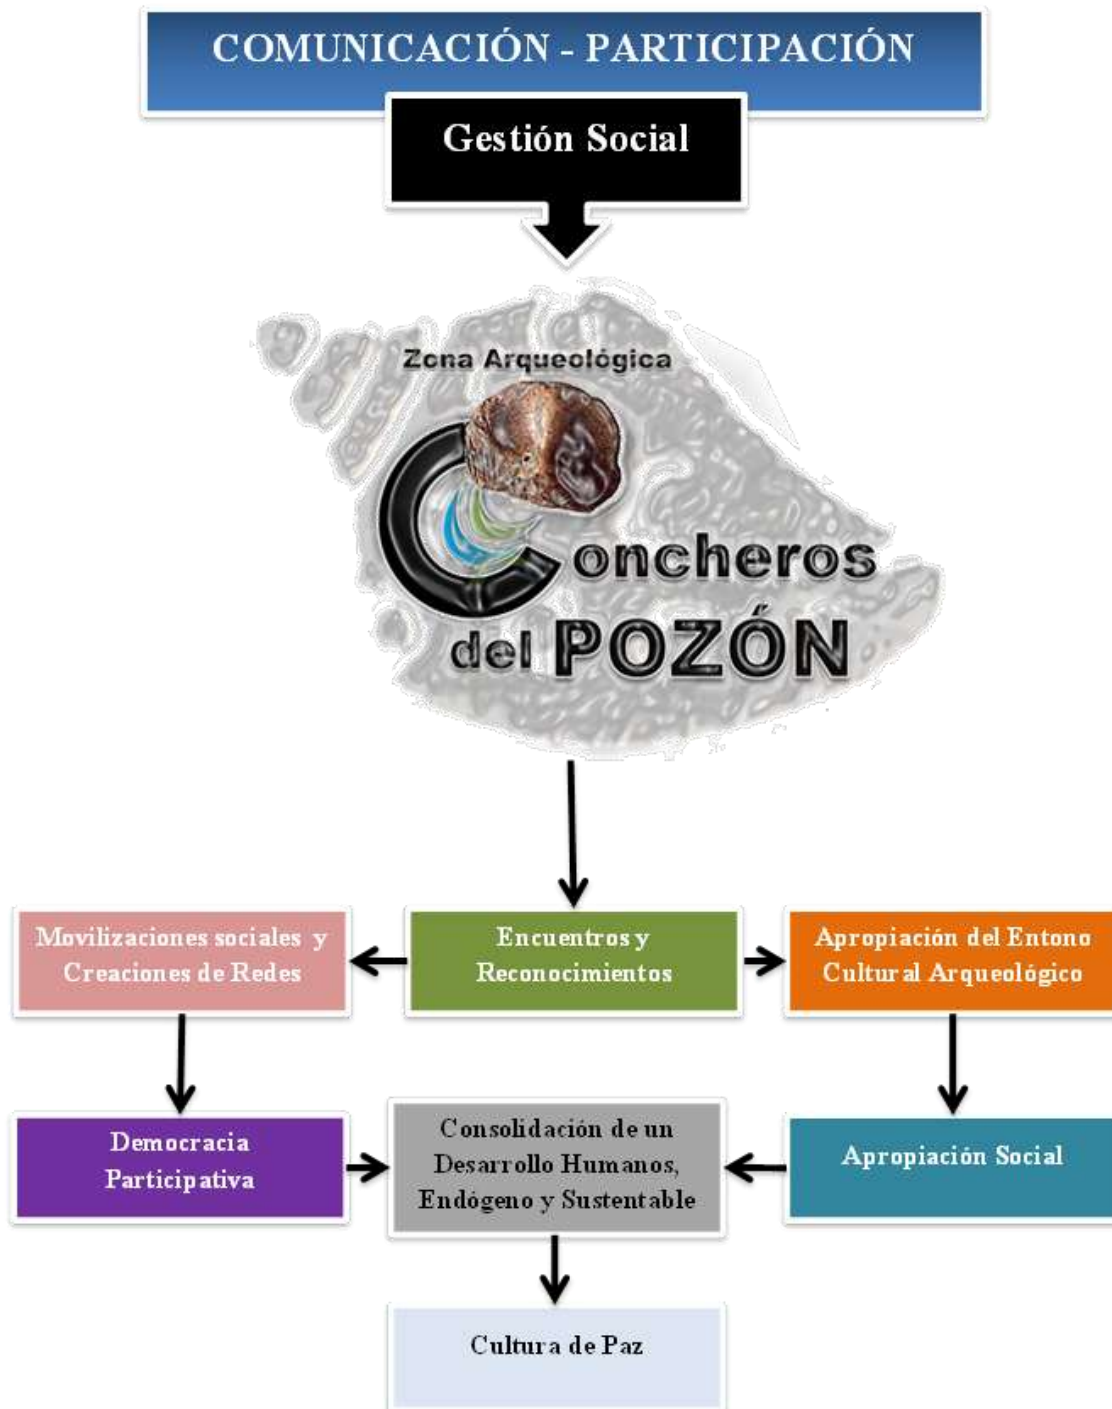 COMUNICACIÓN - PARTICIPACIÓN
Gestión Social
Zona Arqueológica
Concheros
del POZÓN
Movilizaciones sociales y
Creaciones de Redes
Encuentros y
Reconocimientos
Apropiación del Entono
Cultural Arqueológico
Democracia
Participativa
Consolidación de un
Desarrollo Humanos,
Endógeno y Sustentable
Apropiación Social
Cultura de Paz